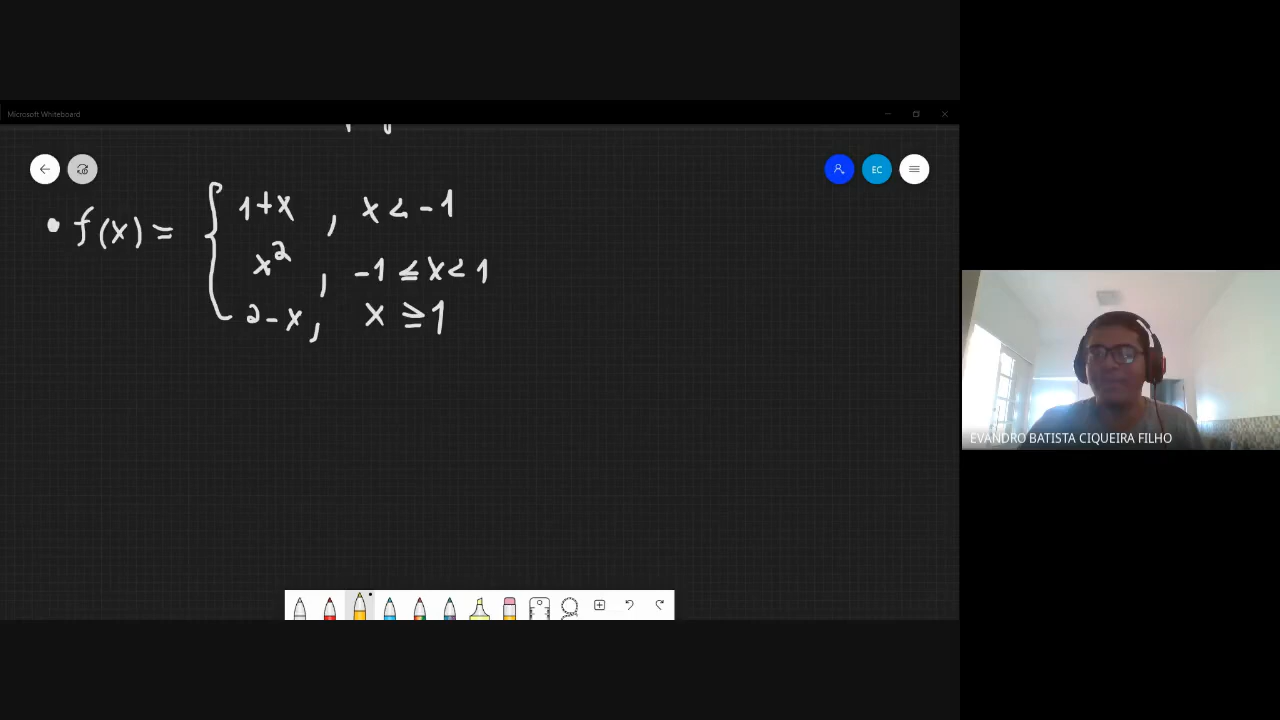 Microsoft Whiteboard
EC
• f(x) = { 1+x , x < -1
x² , -1 ≤ x < 1
2-x , x ≥ 1
EVANDRO BATISTA CIQUEIRA FILHO